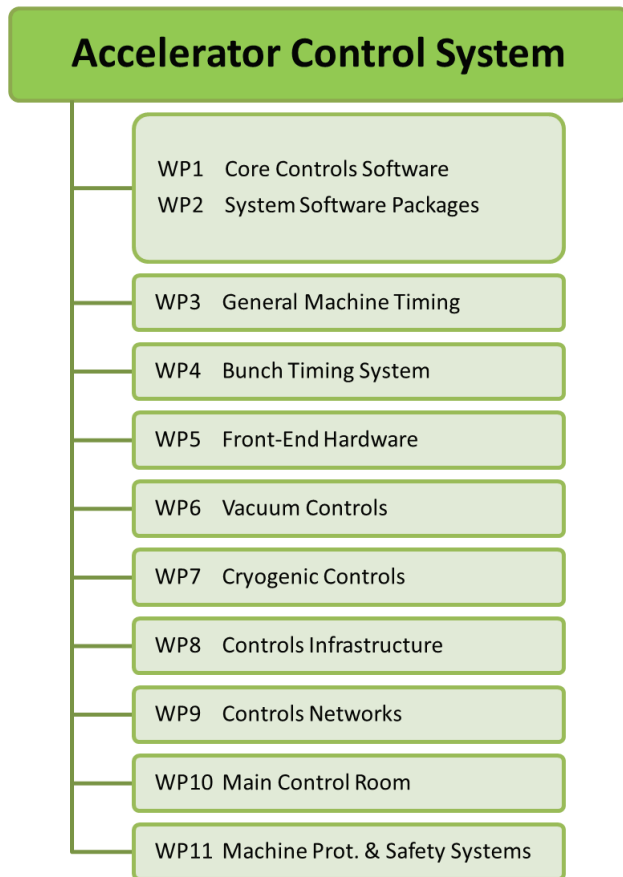 Accelerator Control System
WP1 Core Controls Software
WP2 System Software Packages
WP3 General Machine Timing
WP4 Bunch Timing System
WP5 Front-End Hardware
WP6 Vacuum Controls
WP7 Cryogenic Controls
WP8 Controls Infrastructure
WP9 Controls Networks
WP10 Main Control Room
WP11 Machine Prot. & Safety Systems